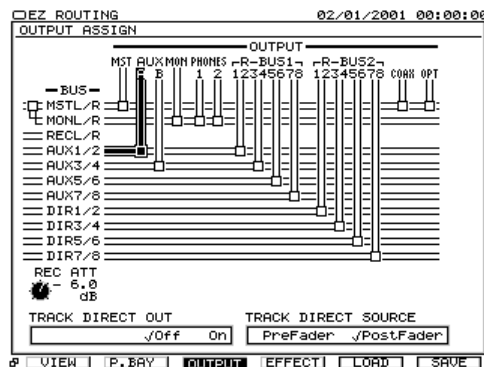 EZ ROUTING 02/01/2001 00:00:00
OUTPUT ASSIGN
OUTPUT
MST AUX MON PHONES R-BUS1 R-BUS2
A B 1 2 12345678 12345678 COAX OPT
BUS
MSTL/R
MONL/R
RECL/R
AUX1/2
AUX3/4
AUX5/6
AUX7/8
DIR1/2
DIR3/4
DIR5/6
DIR7/8
REC ATT
- 6.0
dB
TRACK DIRECT OUT TRACK DIRECT SOURCE
√Off On PreFader √PostFader
VIEW P.BAY OUTPUT EFFECT LOAD SAVE